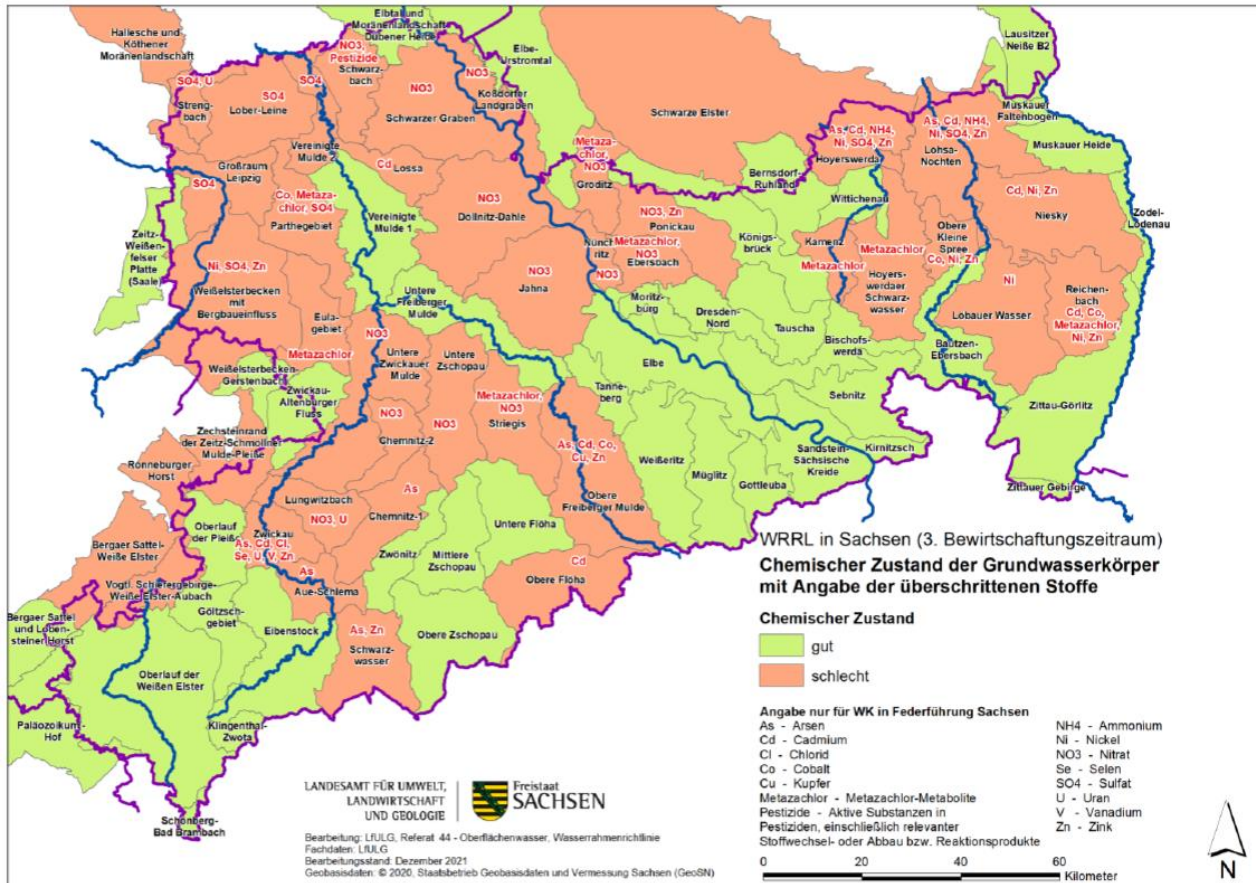 Hallesche und
Köthener
Moränenlandschaft
Elbtal und
Moränenlandschaft
Dübener Heide
Elbe-
Urstromtal
Lausitzer
Neiße B2
NO3,
Pestizide
Schwarz-
bach
SO4, U
Streng-
bach
SO4
Lober-Leine
SO4
NO3
Schwarzer Graben
NO3
Koßdorfer
Landgraben
Schwarze Elster
As, Cd, NH4,
Ni, SO4, Zn
Hoyerswerda
As, Cd, NH4,
Ni, SO4, Zn
Lohsa-
Nochten
Muskauer
Faltenbogen
Muskauer Heide
Vereinigte
Mulde 2
Großraum
Leipzig
SO4
Cd
Lossa
Metaza-
chlor,
NO3
Gröditz
Bernsdorf-
Ruhland
Wittichenau
Cd, Ni, Zn
Niesky
Zodel-
Lodenau
Co, Metaza-
chlor, SO4
Parthegebiet
Vereinigte
Mulde 1
NO3
Döllnitz-Dahle
NO3, Zn
Ponickau
Zeitz-
Weißen-
felser
Platte
(Saale)
Königs-
brück
Kamenz
Metazachlor
Metazachlor
Hoyers-
werdaer
Schwarz-
wasser
Obere
Kleine
Spree
Co, Ni, Zn
Nünch-
ritz
NO3
Metazachlor,
NO3
Ebersbach
Ni, SO4, Zn
Weißelsterbecken
mit
Bergbaueinfluss
NO3
Jahna
Ni
Löbauer Wasser
Reichen-
bach
Cd, Co,
Metazachlor,
Ni, Zn
Untere
Freiberger
Mulde
Moritz-
burg
Dresden-
Nord
Tauscha
Bischofs-
werda
Bautzen-
Ebersbach
Eula-
gebiet
Metazachlor
NO3
Untere
Zwickauer
Mulde
Untere
Zschopau
Elbe
Weißelsterbecken-
Gerstenbach
Zwickau-
Altenburger
Fluss
Tanne-
berg
Sebnitz
Zittau-Görlitz
Metazachlor,
NO3
Striegis
NO3
Chemnitz-2
NO3
Zechsteinrand
der Zeitz-Schmöllner
Mulde-Pleiße
Ronneburger
Horst
As, Cd, Co,
Cu, Zn
Obere
Freiberger Mulde
Weißeritz
Müglitz
Gottleuba
Sandstein-
Sächsische
Kreide
Kirnitzsch
Zittauer Gebirge
Lungwitzbach
NO3, U
As
Chemnitz-1
Oberlauf
der
Pleiße
Zwickau
As, Cd, Cl,
Se, U, V, Zn
Untere Flöha
Bergaer Sattel-
Weiße Elster
Zwönitz
Mittlere
Zschopau
Cd
Obere Flöha
As
Aue-Schlema
Vogtl. Schiefergebirge-
Weiße Elster-Aubach
Göltzsch-
gebiet
Eibenstock
As, Zn
Schwarz-
wasser
Obere Zschopau
Bergaer Sattel
und Loben-
steiner Horst
Oberlauf der
Weißen Elster
Klingenthal-
Zwota
Paläozoikum-
Hof
Schönberg-
Bad Brambach
WRRL in Sachsen (3. Bewirtschaftungszeitraum)
Chemischer Zustand der Grundwasserkörper
mit Angabe der überschrittenen Stoffe
Chemischer Zustand
gut
schlecht
Angabe nur für WK in Federführung Sachsen
As - Arsen
Cd - Cadmium
Cl - Chlorid
Co - Cobalt
Cu - Kupfer
Metazachlor - Metazachlor-Metabolite
Pestizide - Aktive Substanzen in
Pestiziden, einschließlich relevanter
Stoffwechsel- oder Abbau bzw. Reaktionsprodukte
NH4 - Ammonium
Ni - Nickel
NO3 - Nitrat
Se - Selen
SO4 - Sulfat
U - Uran
V - Vanadium
Zn - Zink
0 20 40 60
Kilometer
N
LANDESAMT FÜR UMWELT,
LANDWIRTSCHAFT
UND GEOLOGIE
Freistaat
SACHSEN
Bearbeitung: LfULG, Referat 44 - Oberflächenwasser, Wasserrahmenrichtlinie
Fachdaten: LfULG
Bearbeitungsstand: Dezember 2021
Geobasisdaten: © 2020, Staatsbetrieb Geobasisdaten und Vermessung Sachsen (GeoSN)